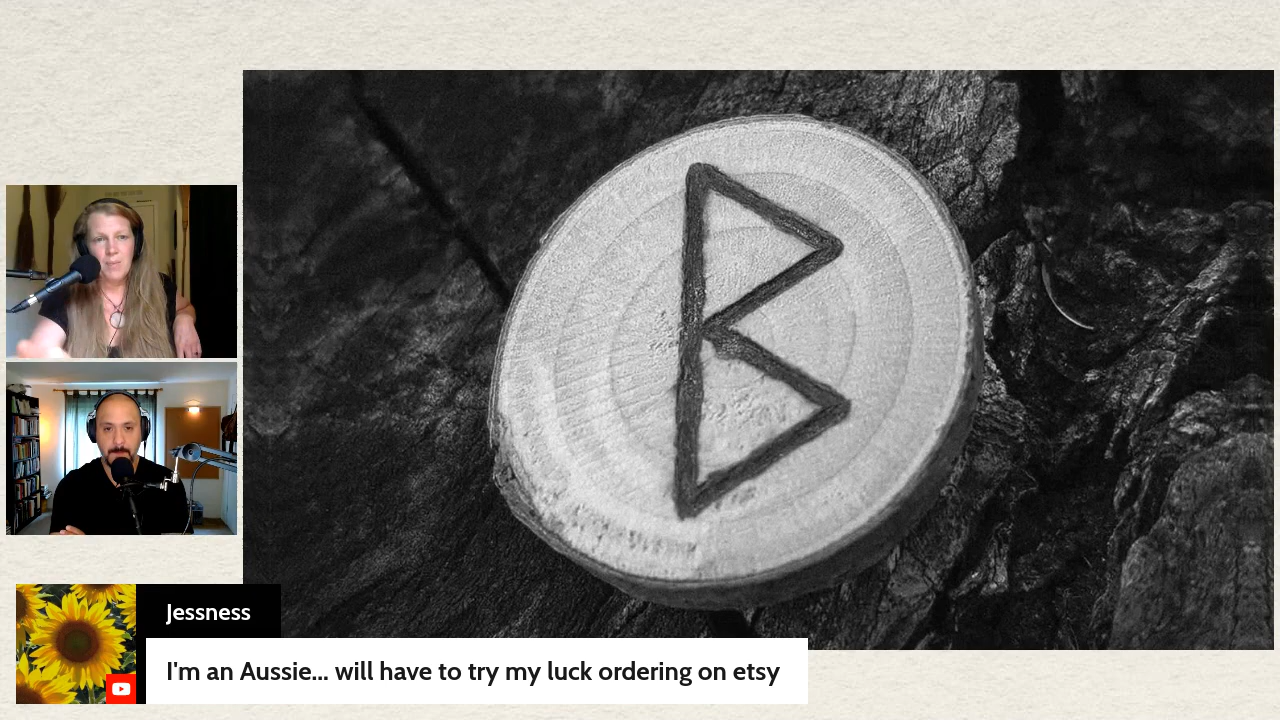 ᛒ
Jessness
I'm an Aussie... will have to try my luck ordering on etsy